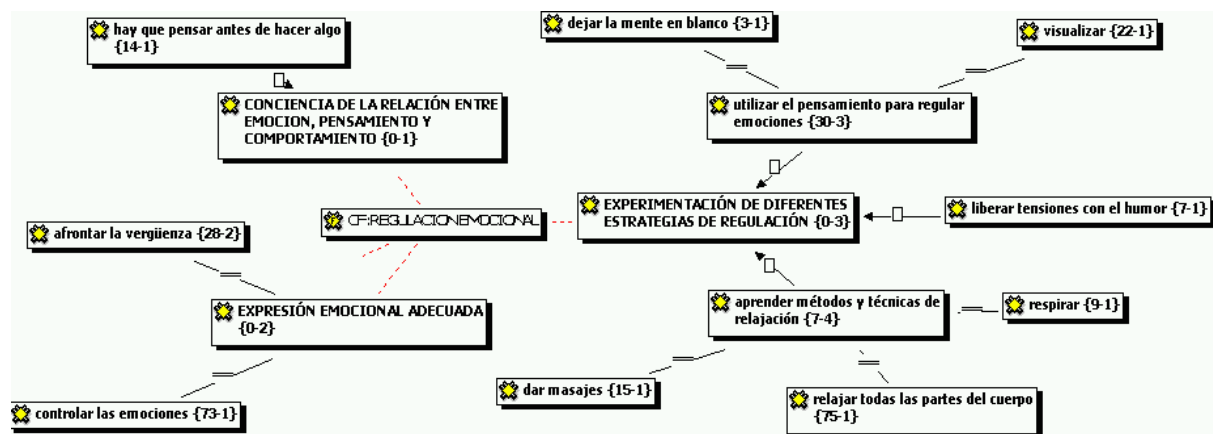 hay que pensar antes de hacer algo
{14-1}
dejar la mente en blanco {3-1}
visualizar {22-1}
CONCIENCIA DE LA RELACIÓN ENTRE
EMOCION, PENSAMIENTO Y
COMPORTAMIENTO {0-1}
utilizar el pensamiento para regular
emociones {30-3}
CF:REGULACION EMOCIONAL
EXPERIMENTACIÓN DE DIFERENTES
ESTRATEGIAS DE REGULACIÓN {0-3}
liberar tensiones con el humor {7-1}
afrontar la vergüenza {28-2}
EXPRESIÓN EMOCIONAL ADECUADA
{0-2}
aprender métodos y técnicas de
relajación {7-4}
respirar {9-1}
dar masajes {15-1}
relajar todas las partes del cuerpo
{75-1}
controlar las emociones {73-1}